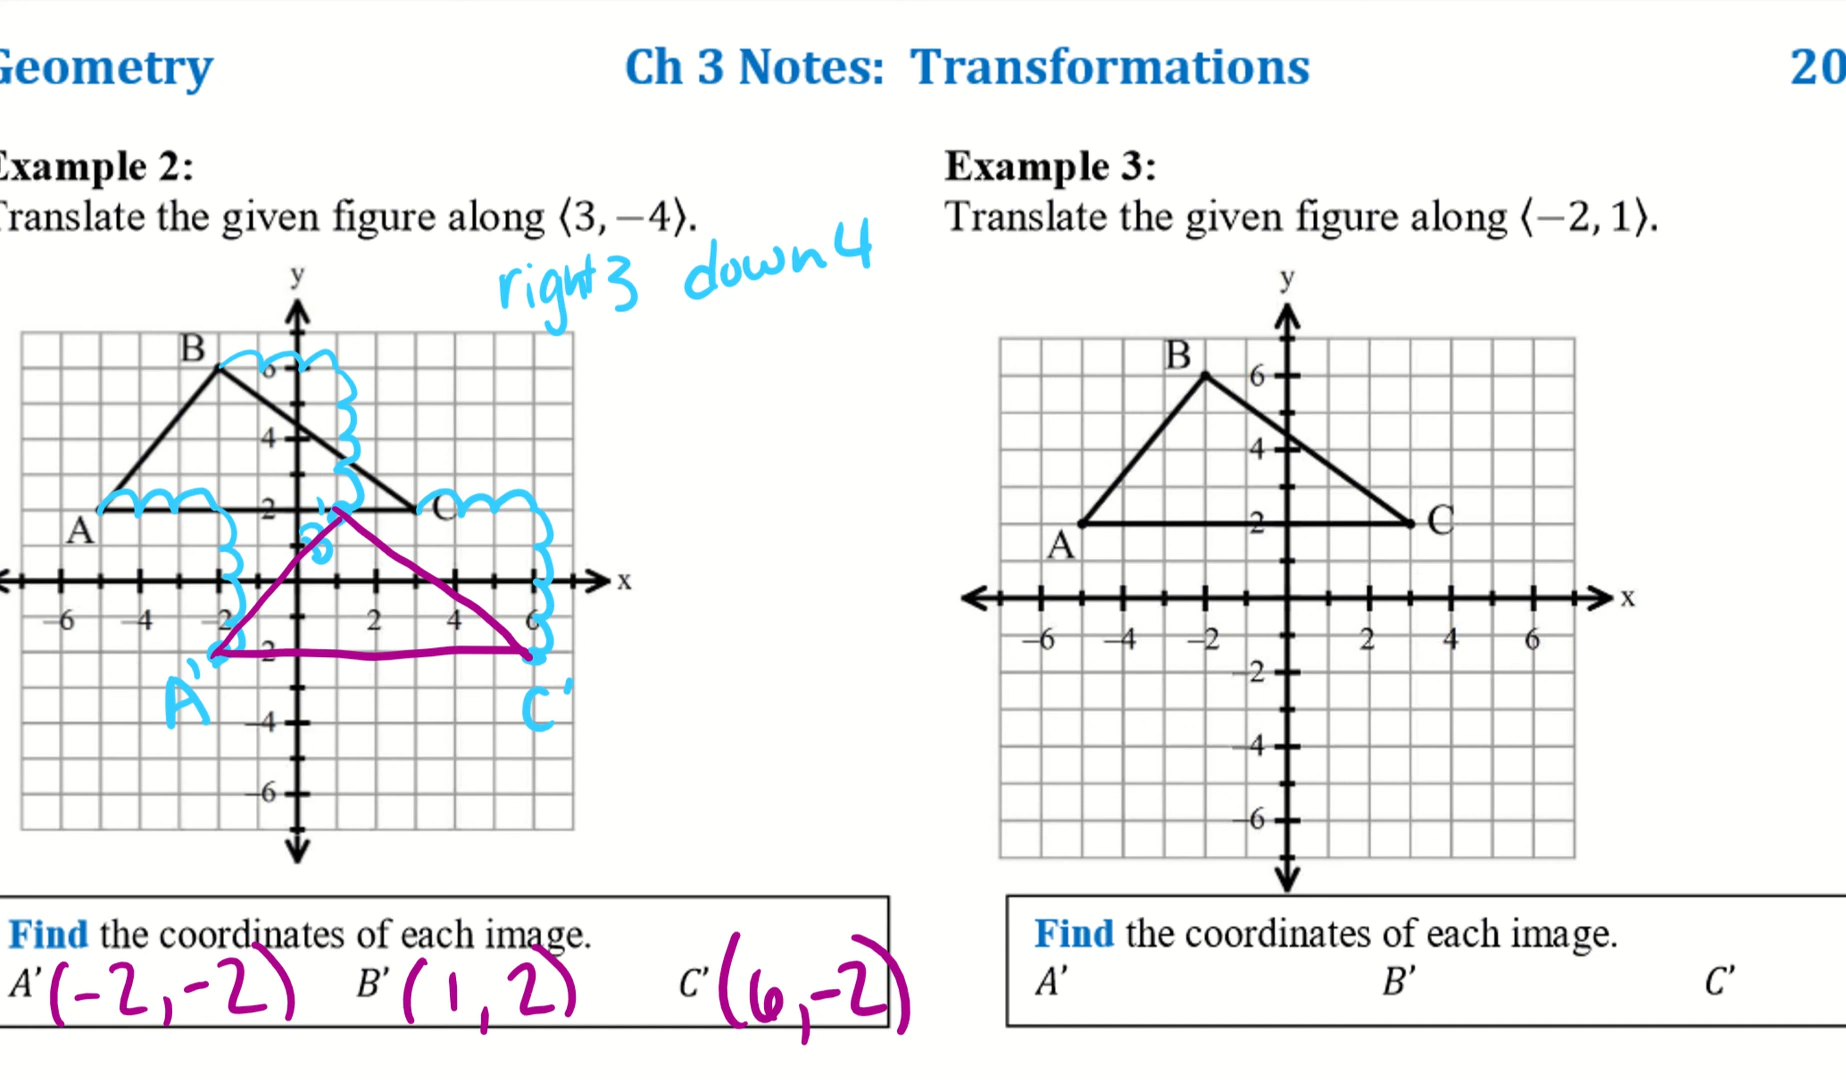 Geometry Ch 3 Notes: Transformations 20
Example 2:
Translate the given figure along ⟨3, −4⟩.
right 3 down 4
y
B
6
4
2
A
B'
C
x
−6 −4 −2 2 4 6
−2
A'
C'
−4
−6
Find the coordinates of each image.
A' (-2, -2) B' (1, 2) C' (6, -2)
Example 3:
Translate the given figure along ⟨−2, 1⟩.
y
B
6
4
2
A
C
x
−6 −4 −2 2 4 6
−2
−4
−6
Find the coordinates of each image.
A' B' C'